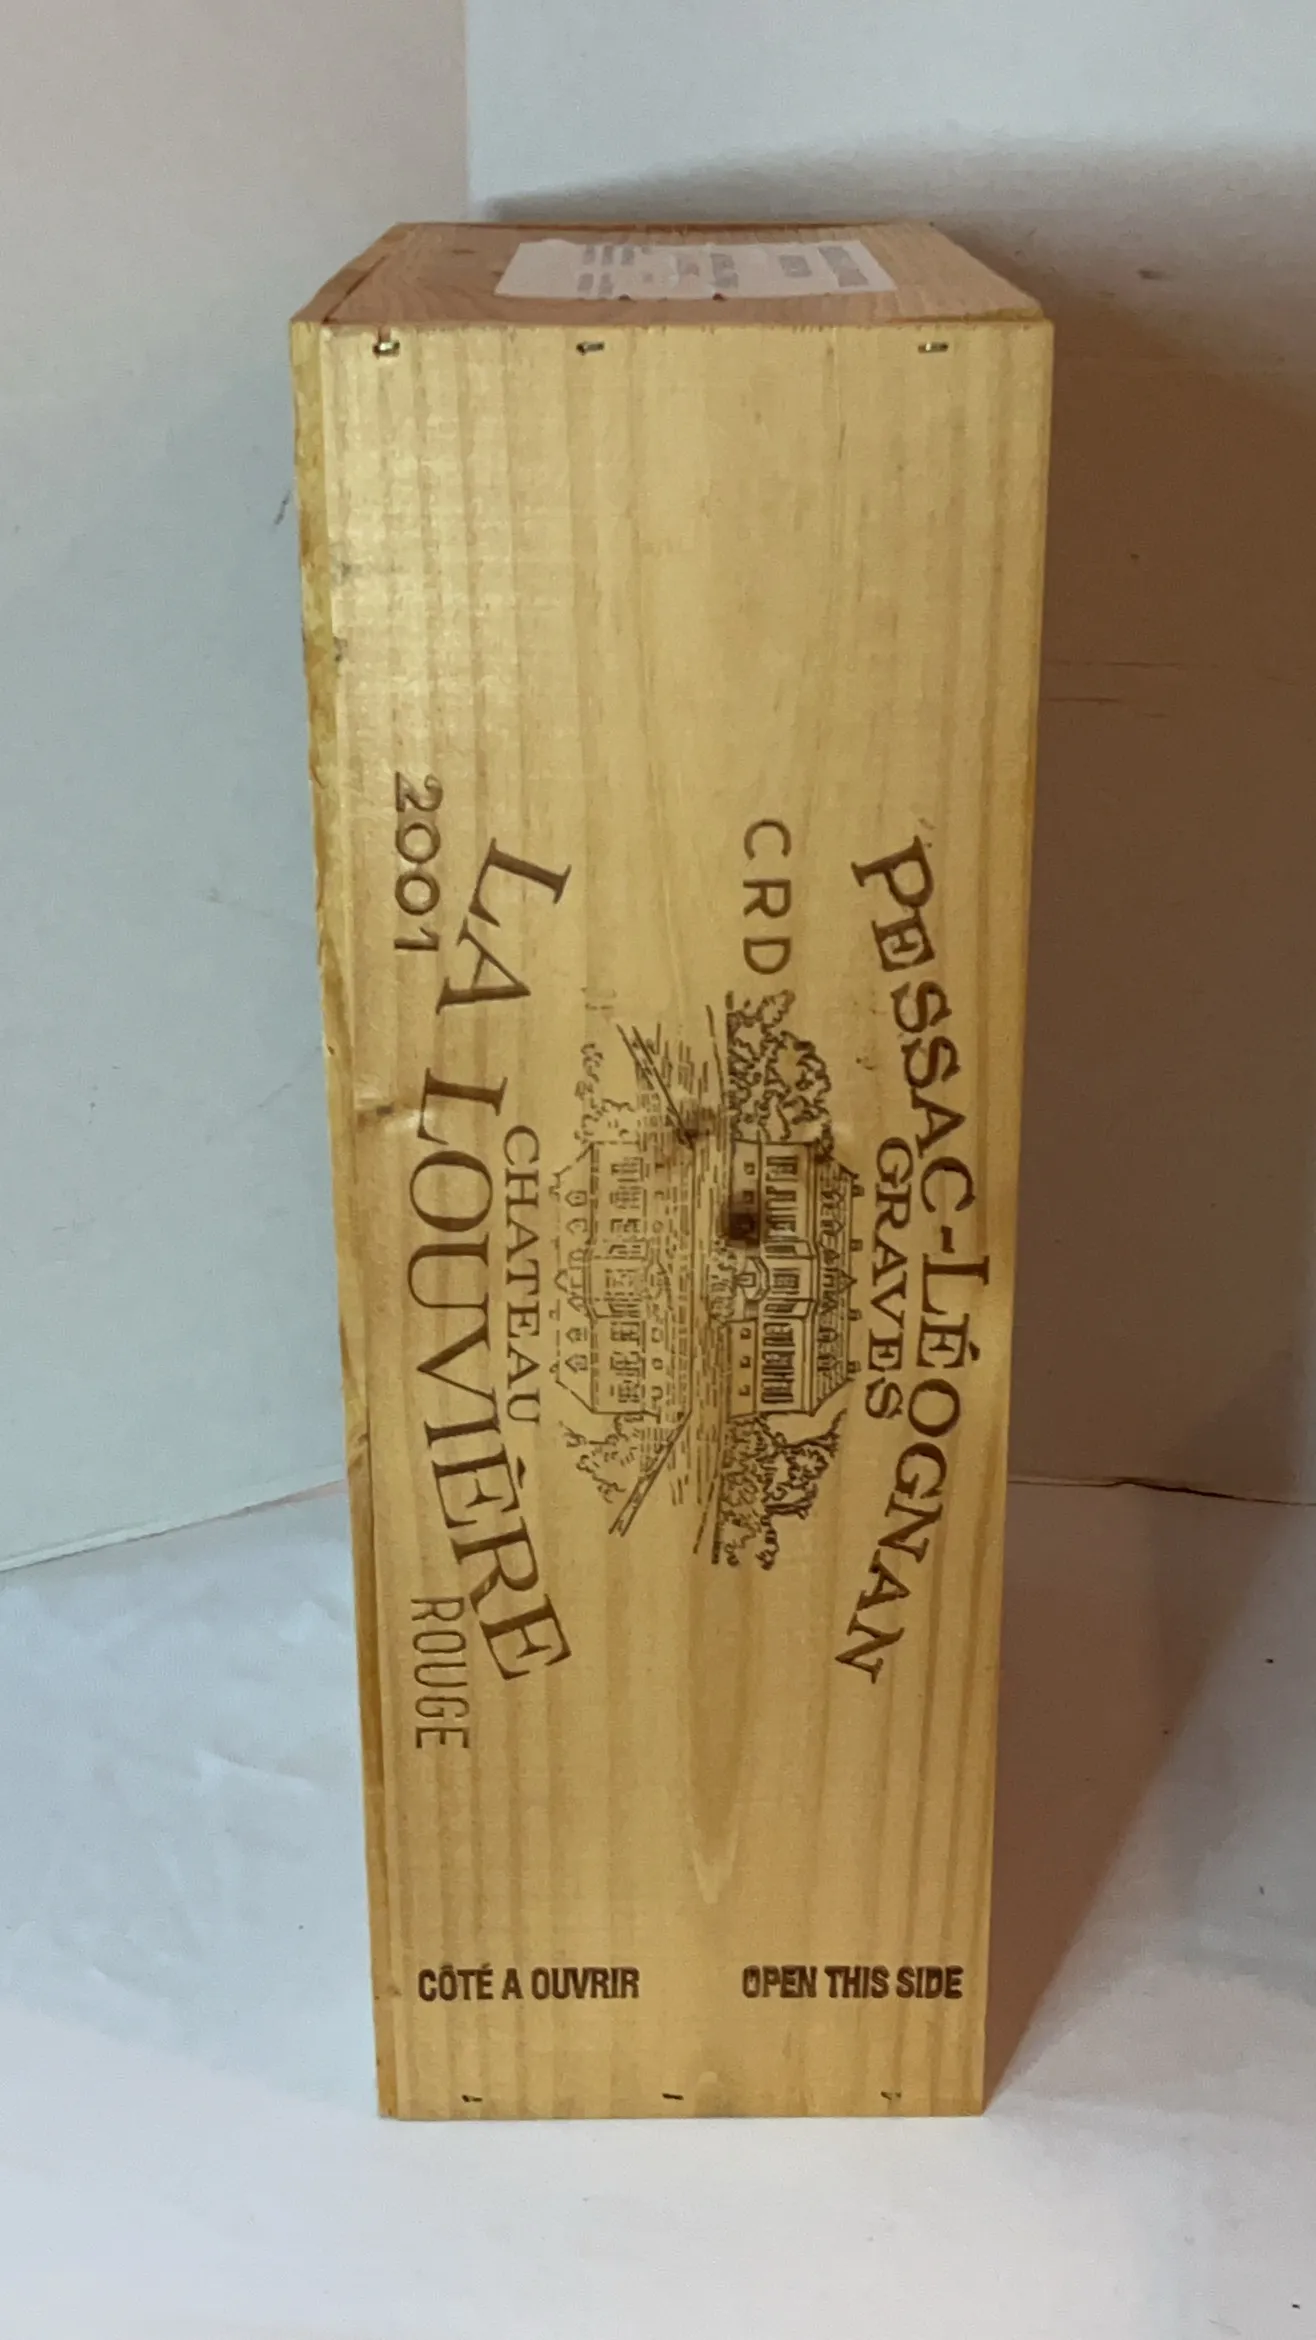 PESSAC-LÉOGNAN
GRAVES
CRD
CHATEAU
LA LOUVIÈRE
2001
ROUGE
CÔTÉ A OUVRIR
OPEN THIS SIDE